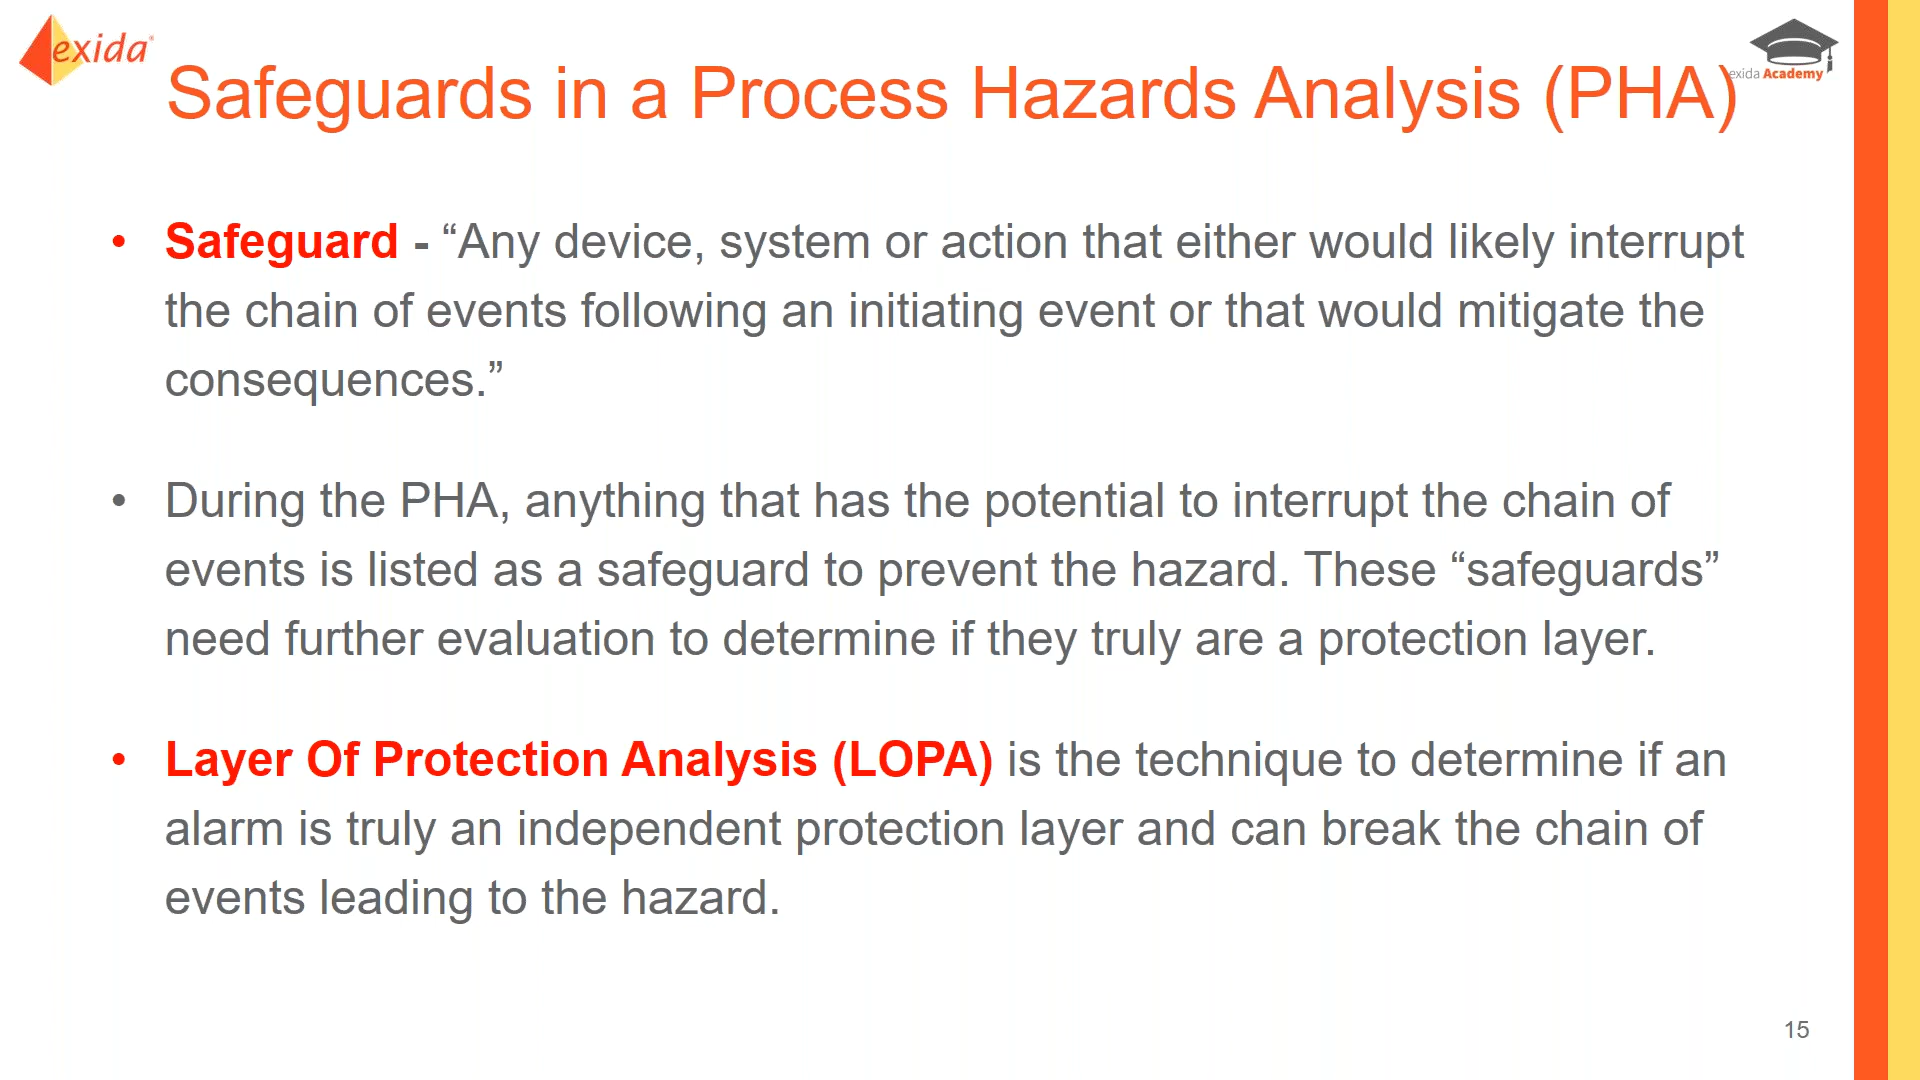 exida
exida Academy
Safeguards in a Process Hazards Analysis (PHA)
• Safeguard - “Any device, system or action that either would likely interrupt
the chain of events following an initiating event or that would mitigate the
consequences.”
• During the PHA, anything that has the potential to interrupt the chain of
events is listed as a safeguard to prevent the hazard. These “safeguards”
need further evaluation to determine if they truly are a protection layer.
• Layer Of Protection Analysis (LOPA) is the technique to determine if an
alarm is truly an independent protection layer and can break the chain of
events leading to the hazard.
15